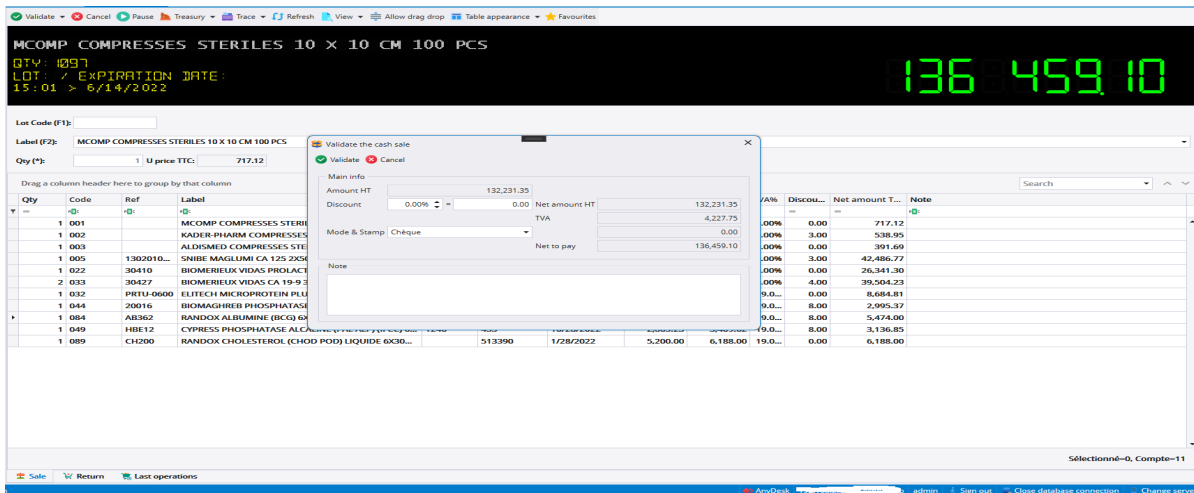 Validate Cancel Pause Treasury Trace Refresh View Allow drag drop Table appearance Favourites
MCOMP COMPRESSES STERILES 10 X 10 CM 100 PCS
QTY: 1097
LOT: / EXPIRATION DATE:
15:01 > 6/14/2022
136 459.10
Lot Code (F1):
Label (F2): MCOMP COMPRESSES STERILES 10 X 10 CM 100 PCS
Qty (*): 1 U price TTC: 717.12
Validate the cash sale
Validate Cancel
Main info
Amount HT 132,231.35
Discount 0.00% = 0.00 Net amount HT 132,231.35
TVA 4,227.75
Mode & Stamp Chèque 0.00
Net to pay 136,459.10
Note
Drag a column header here to group by that column Search
Qty Code Ref Label VA% Discou... Net amount T... Note
1 001 MCOMP COMPRESSES STERIL .00% 0.00 717.12
1 002 KADER-PHARM COMPRESSES .00% 3.00 538.95
1 003 ALDISMED COMPRESSES STE .00% 0.00 391.69
1 005 1302010... SNIBE MAGLUMI CA 125 2X5 .00% 3.00 42,486.77
1 022 30410 BIOMERIEUX VIDAS PROLACT .00% 0.00 26,341.30
2 033 30427 BIOMERIEUX VIDAS CA 19-9 3 .00% 4.00 39,504.23
1 032 PRTU-0600 ELITECH MICROPROTEIN PLU 9.0... 0.00 8,684.81
1 044 20016 BIOMAGHREB PHOSPHATAS 9.0... 8.00 2,995.37
1 084 AB362 RANDOX ALBUMINE (BCG) 6X 9.0... 8.00 5,474.00
1 049 HBE12 CYPRESS PHOSPHATASE 19.0... 8.00 3,136.85
1 089 CH200 RANDOX CHOLESTEROL (CHOD POD) LIQUIDE 6X30... 513390 1/28/2022 5,200.00 6,188.00 19.0... 0.00 6,188.00
Sélectionné=0, Compte=11
Sale Return Last operations
AnyDesk admin Sign out Close database connection Change serve